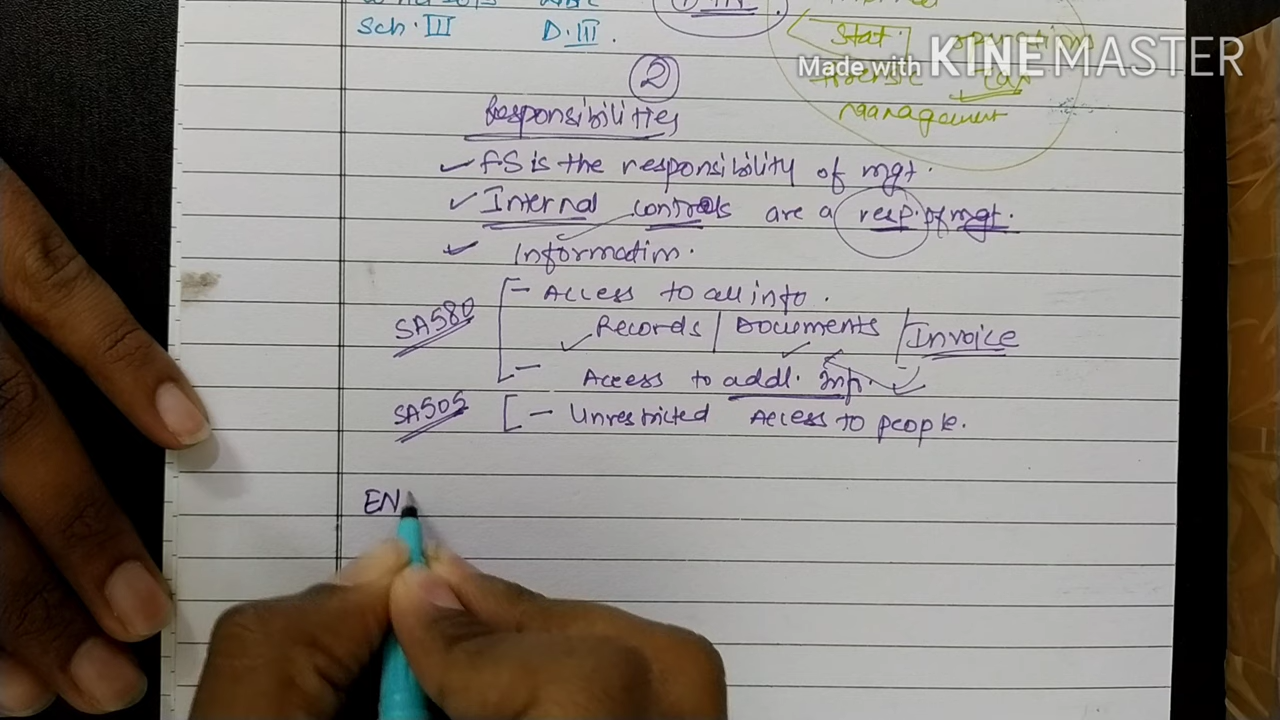 Sch. III D. III.
Stat.
Made with KINEMASTER
tax
management
2
Responsibilities
FS is the responsibility of mgt.
Internal controls are a resp. of mgt.
Information.
- Access to all info.
SA580
Records | Documents | Invoice
- Access to addl. inf.
SA505 - Unrestricted Access to people.
EN